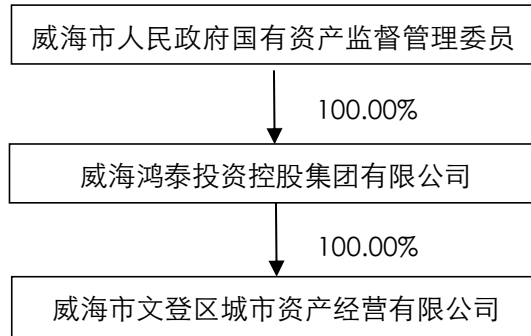 威海市人民政府国有资产监督管理委员
100.00%
威海鸿泰投资控股集团有限公司
100.00%
威海市文登区城市资产经营有限公司